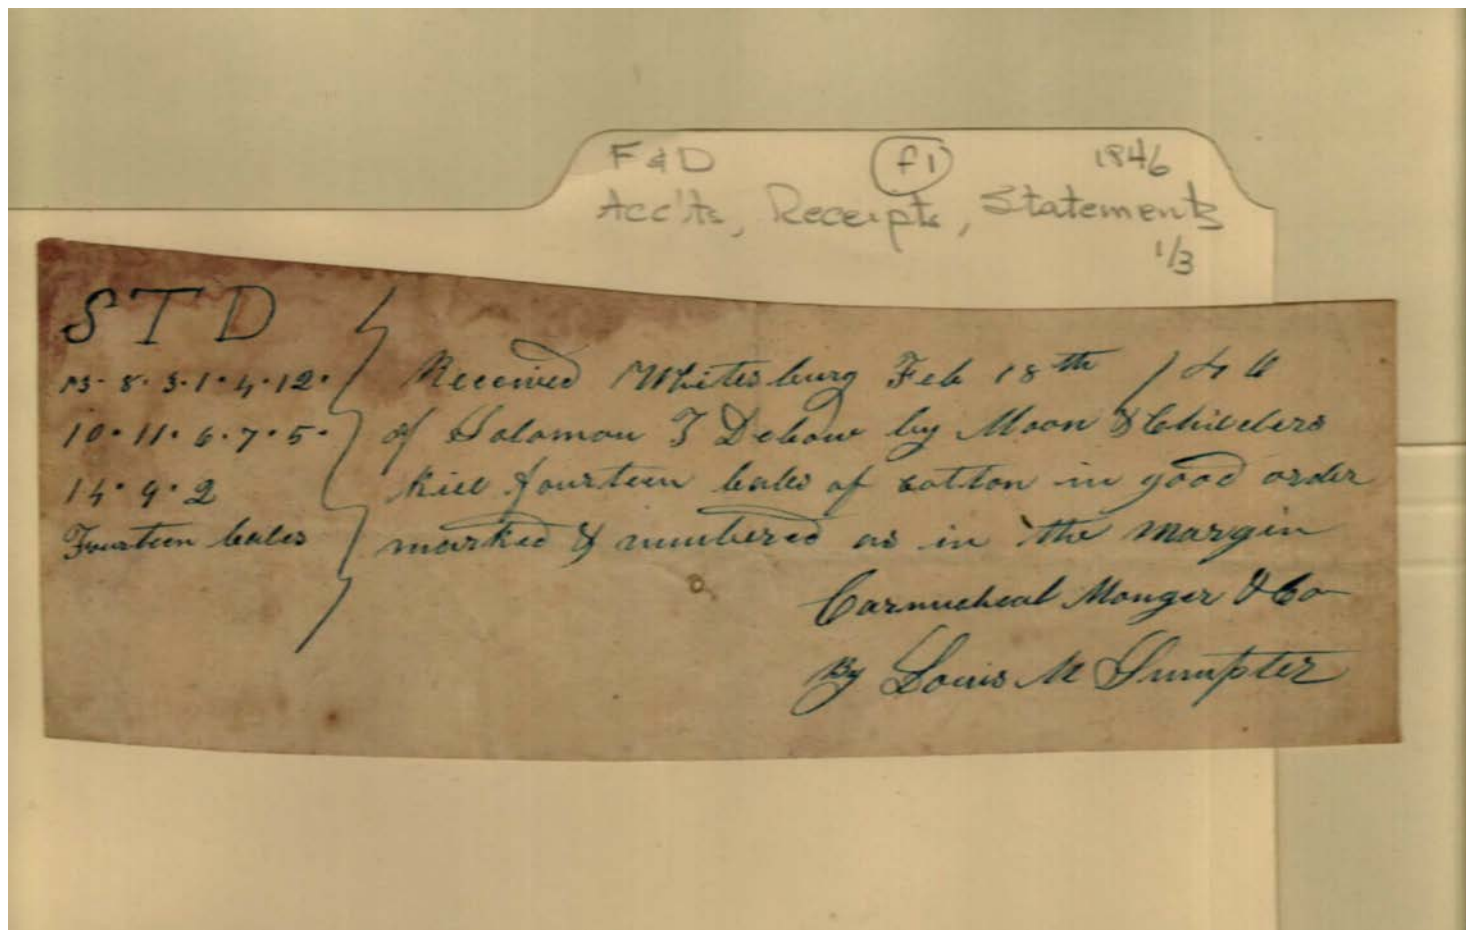 F & D f1 1846
Acc'ts, Receipts, Statements
1/3
STD
13 · 8 · 3 · 1 · 4 · 12 ·
10 · 11 · 6 · 7 · 5 ·
14 · 9 · 2
Fourteen bales
Received Whitesburg Feb 18th 1846
of Solomon T Debow by Moon & Childers
fourteen bales of cotton in good order
marked & numbered as in the margin
Carmicheal Monger & Co
By Louis M Sumpter